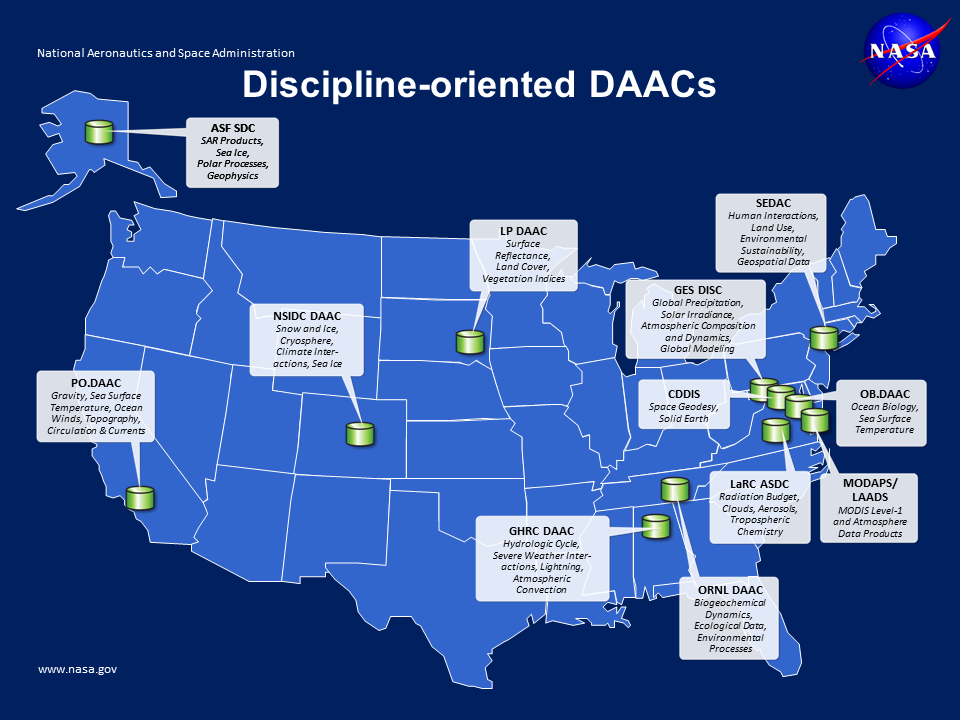 National Aeronautics and Space Administration
NASA
Discipline-oriented DAACs
ASF SDC
SAR Products,
Sea Ice,
Polar Processes,
Geophysics
SEDAC
Human Interactions,
Land Use,
Environmental
Sustainability,
Geospatial Data
LP DAAC
Surface
Reflectance,
Land Cover,
Vegetation Indices
GES DISC
Global Precipitation,
Solar Irradiance,
Atmospheric Composition
and Dynamics,
Global Modeling
NSIDC DAAC
Snow and Ice,
Cryosphere,
Climate Inter-
actions, Sea Ice
PO.DAAC
Gravity, Sea Surface
Temperature, Ocean
Winds, Topography,
Circulation & Currents
CDDIS
Space Geodesy,
Solid Earth
OB.DAAC
Ocean Biology,
Sea Surface
Temperature
LaRC ASDC
Radiation Budget,
Clouds, Aerosols,
Tropospheric
Chemistry
MODAPS/
LAADS
MODIS Level-1
and Atmosphere
Data Products
GHRC DAAC
Hydrologic Cycle,
Severe Weather Inter-
actions, Lightning,
Atmospheric
Convection
ORNL DAAC
Biogeochemical
Dynamics,
Ecological Data,
Environmental
Processes
www.nasa.gov